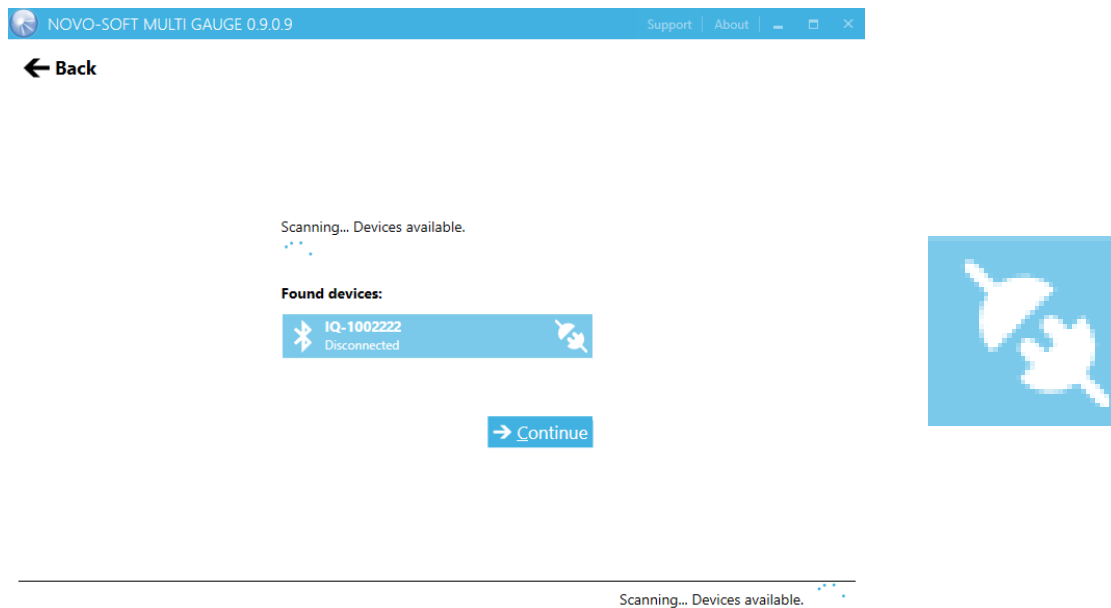 NOVO-SOFT MULTI GAUGE 0.9.0.9 Support About
Back
Scanning... Devices available.
Found devices:
IQ-1002222
Disconnected
Continue
Scanning... Devices available.